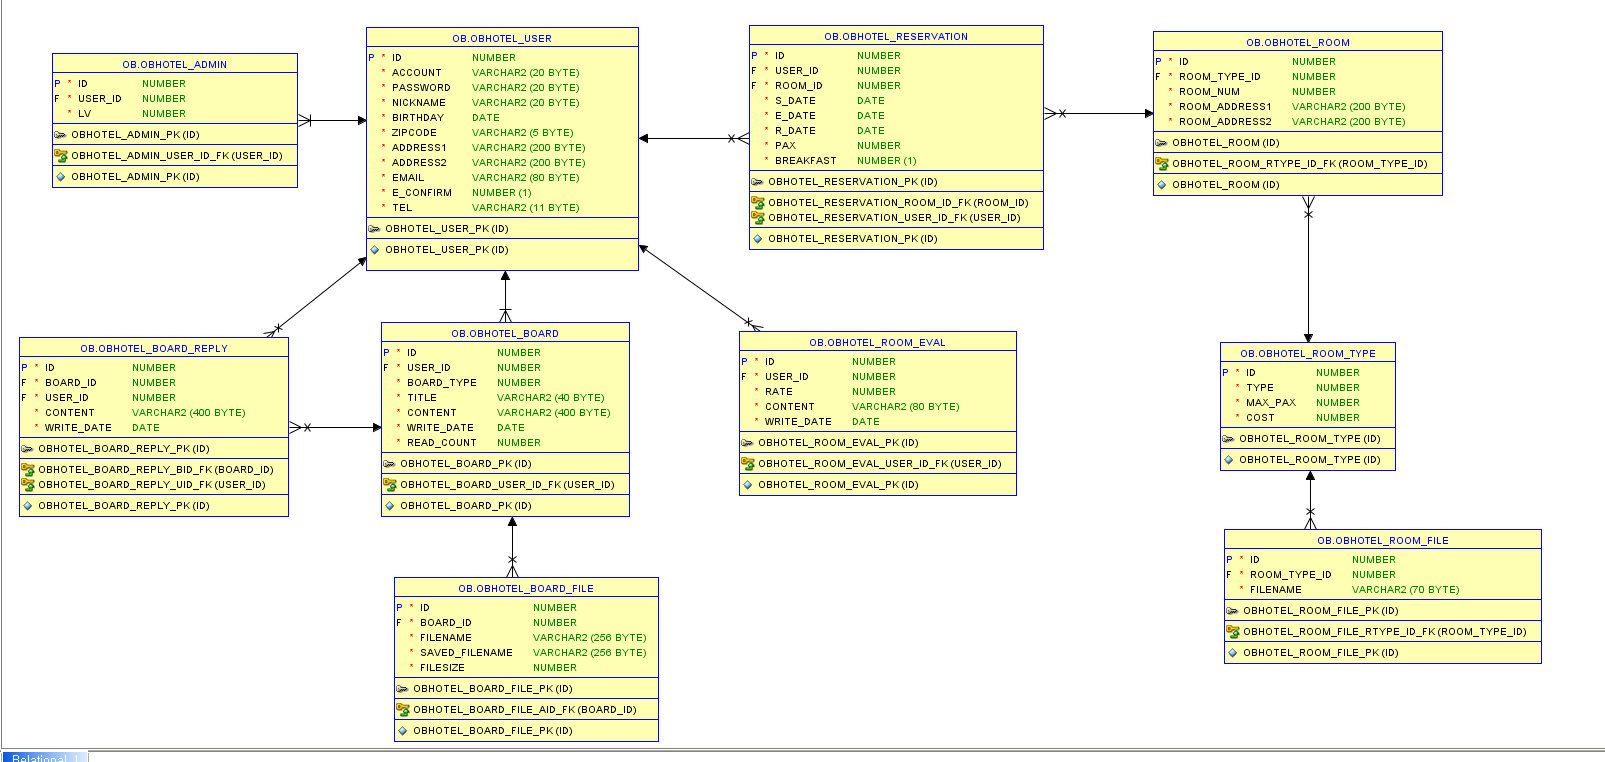 OB.OBHOTEL_ADMIN
P * ID NUMBER
F * USER_ID NUMBER
* LV NUMBER
OBHOTEL_ADMIN_PK (ID)
OBHOTEL_ADMIN_USER_ID_FK (USER_ID)
OBHOTEL_ADMIN_PK (ID)
OB.OBHOTEL_USER
P * ID NUMBER
* ACCOUNT VARCHAR2 (20 BYTE)
* PASSWORD VARCHAR2 (20 BYTE)
* NICKNAME VARCHAR2 (20 BYTE)
* BIRTHDAY DATE
* ZIPCODE VARCHAR2 (5 BYTE)
* ADDRESS1 VARCHAR2 (200 BYTE)
* ADDRESS2 VARCHAR2 (200 BYTE)
* EMAIL VARCHAR2 (80 BYTE)
* E_CONFIRM NUMBER (1)
* TEL VARCHAR2 (11 BYTE)
OBHOTEL_USER_PK (ID)
OBHOTEL_USER_PK (ID)
OB.OBHOTEL_RESERVATION
P * ID NUMBER
F * USER_ID NUMBER
F * ROOM_ID NUMBER
* S_DATE DATE
* E_DATE DATE
* R_DATE DATE
* PAX NUMBER
* BREAKFAST NUMBER (1)
OBHOTEL_RESERVATION_PK (ID)
OBHOTEL_RESERVATION_ROOM_ID_FK (ROOM_ID)
OBHOTEL_RESERVATION_USER_ID_FK (USER_ID)
OBHOTEL_RESERVATION_PK (ID)
OB.OBHOTEL_ROOM
P * ID NUMBER
F * ROOM_TYPE_ID NUMBER
* ROOM_NUM NUMBER
* ROOM_ADDRESS1 VARCHAR2 (200 BYTE)
* ROOM_ADDRESS2 VARCHAR2 (200 BYTE)
OBHOTEL_ROOM (ID)
OBHOTEL_ROOM_RTYPE_ID_FK (ROOM_TYPE_ID)
OBHOTEL_ROOM (ID)
OB.OBHOTEL_BOARD_REPLY
P * ID NUMBER
F * BOARD_ID NUMBER
F * USER_ID NUMBER
* CONTENT VARCHAR2 (400 BYTE)
* WRITE_DATE DATE
OBHOTEL_BOARD_REPLY_PK (ID)
OBHOTEL_BOARD_REPLY_BID_FK (BOARD_ID)
OBHOTEL_BOARD_REPLY_UID_FK (USER_ID)
OBHOTEL_BOARD_REPLY_PK (ID)
OB.OBHOTEL_BOARD
P * ID NUMBER
F * USER_ID NUMBER
* BOARD_TYPE NUMBER
* TITLE VARCHAR2 (40 BYTE)
* CONTENT VARCHAR2 (400 BYTE)
* WRITE_DATE DATE
* READ_COUNT NUMBER
OBHOTEL_BOARD_PK (ID)
OBHOTEL_BOARD_USER_ID_FK (USER_ID)
OBHOTEL_BOARD_PK (ID)
OB.OBHOTEL_ROOM_EVAL
P * ID NUMBER
F * USER_ID NUMBER
* RATE NUMBER
* CONTENT VARCHAR2 (80 BYTE)
* WRITE_DATE DATE
OBHOTEL_ROOM_EVAL_PK (ID)
OBHOTEL_ROOM_EVAL_USER_ID_FK (USER_ID)
OBHOTEL_ROOM_EVAL_PK (ID)
OB.OBHOTEL_ROOM_TYPE
P * ID NUMBER
* TYPE NUMBER
* MAX_PAX NUMBER
* COST NUMBER
OBHOTEL_ROOM_TYPE (ID)
OBHOTEL_ROOM_TYPE (ID)
OB.OBHOTEL_BOARD_FILE
P * ID NUMBER
F * BOARD_ID NUMBER
* FILENAME VARCHAR2 (256 BYTE)
* SAVED_FILENAME VARCHAR2 (256 BYTE)
* FILESIZE NUMBER
OBHOTEL_BOARD_FILE_PK (ID)
OBHOTEL_BOARD_FILE_AID_FK (BOARD_ID)
OBHOTEL_BOARD_FILE_PK (ID)
OB.OBHOTEL_ROOM_FILE
P * ID NUMBER
F * ROOM_TYPE_ID NUMBER
* FILENAME VARCHAR2 (70 BYTE)
OBHOTEL_ROOM_FILE_PK (ID)
OBHOTEL_ROOM_FILE_RTYPE_ID_FK (ROOM_TYPE_ID)
OBHOTEL_ROOM_FILE_PK (ID)
Relational_1